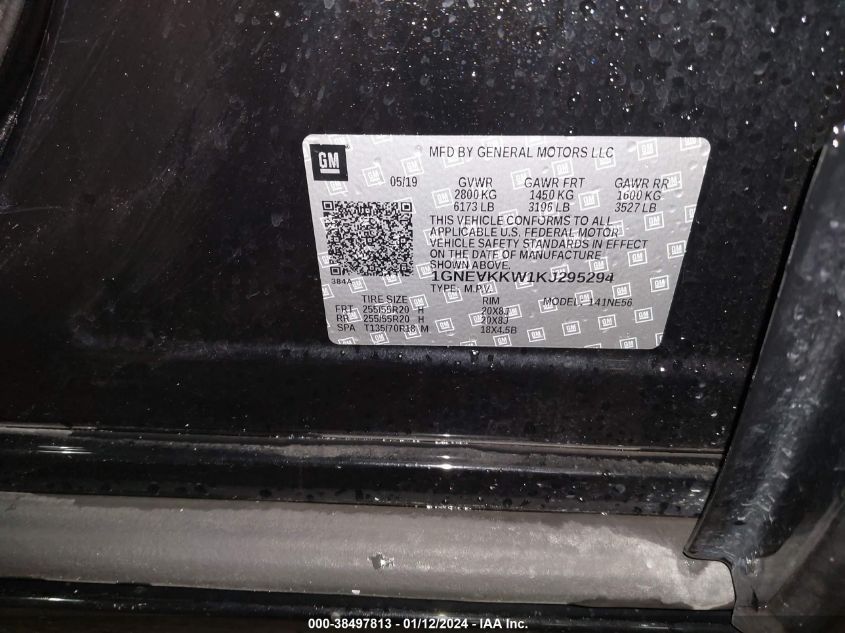 GM
MFD BY GENERAL MOTORS LLC
05/19 GVWR GAWR FRT GAWR RR
2800 KG 1450 KG 1600 KG
6173 LB 3196 LB 3527 LB
THIS VEHICLE CONFORMS TO ALL
APPLICABLE U.S. FEDERAL MOTOR
VEHICLE SAFETY STANDARDS IN EFFECT
ON THE DATE OF MANUFACTURE
SHOWN ABOVE.
384A
1GNEVKKW1KJ295294
TYPE: M.P.V. MODEL: 141NE56
TIRE SIZE RIM
FRT 255/55R20 H 20X8J
RR 255/55R20 H 20X8J
SPA T135/70R18 M 18X4.5B
000-38497813 - 01/12/2024 - IAA Inc.